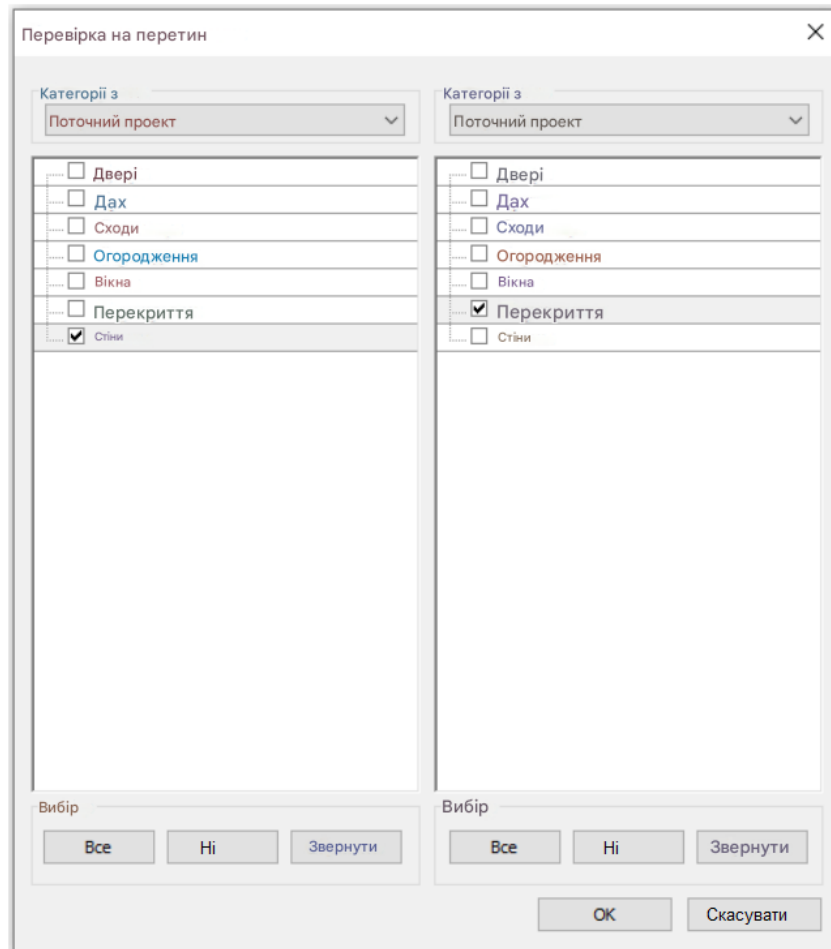 Перевірка на перетин
Категорії з
Поточний проект
Двері
Дах
Сходи
Огородження
Вікна
Перекриття
Стіни
Вибір
Все Ні Звернути
Категорії з
Поточний проект
Двері
Дах
Сходи
Огородження
Вікна
Перекриття
Стіни
Вибір
Все Ні Звернути
OK Скасувати